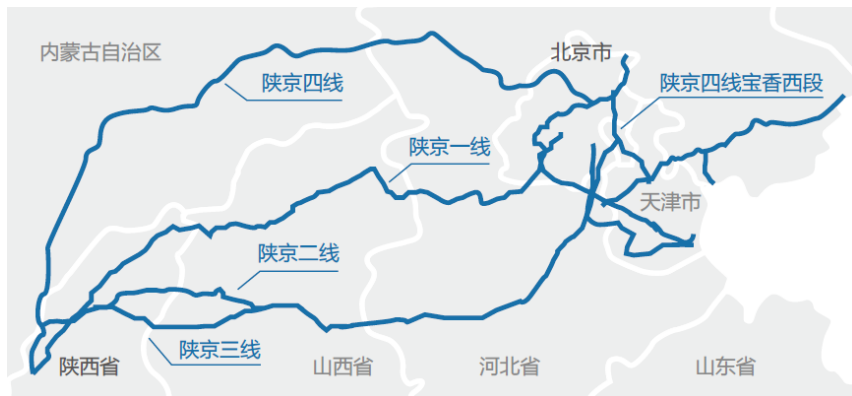 内蒙古自治区
北京市
陕京四线
陕京四线宝香西段
陕京一线
天津市
陕京二线
陕京三线
陕西省
山西省
河北省
山东省